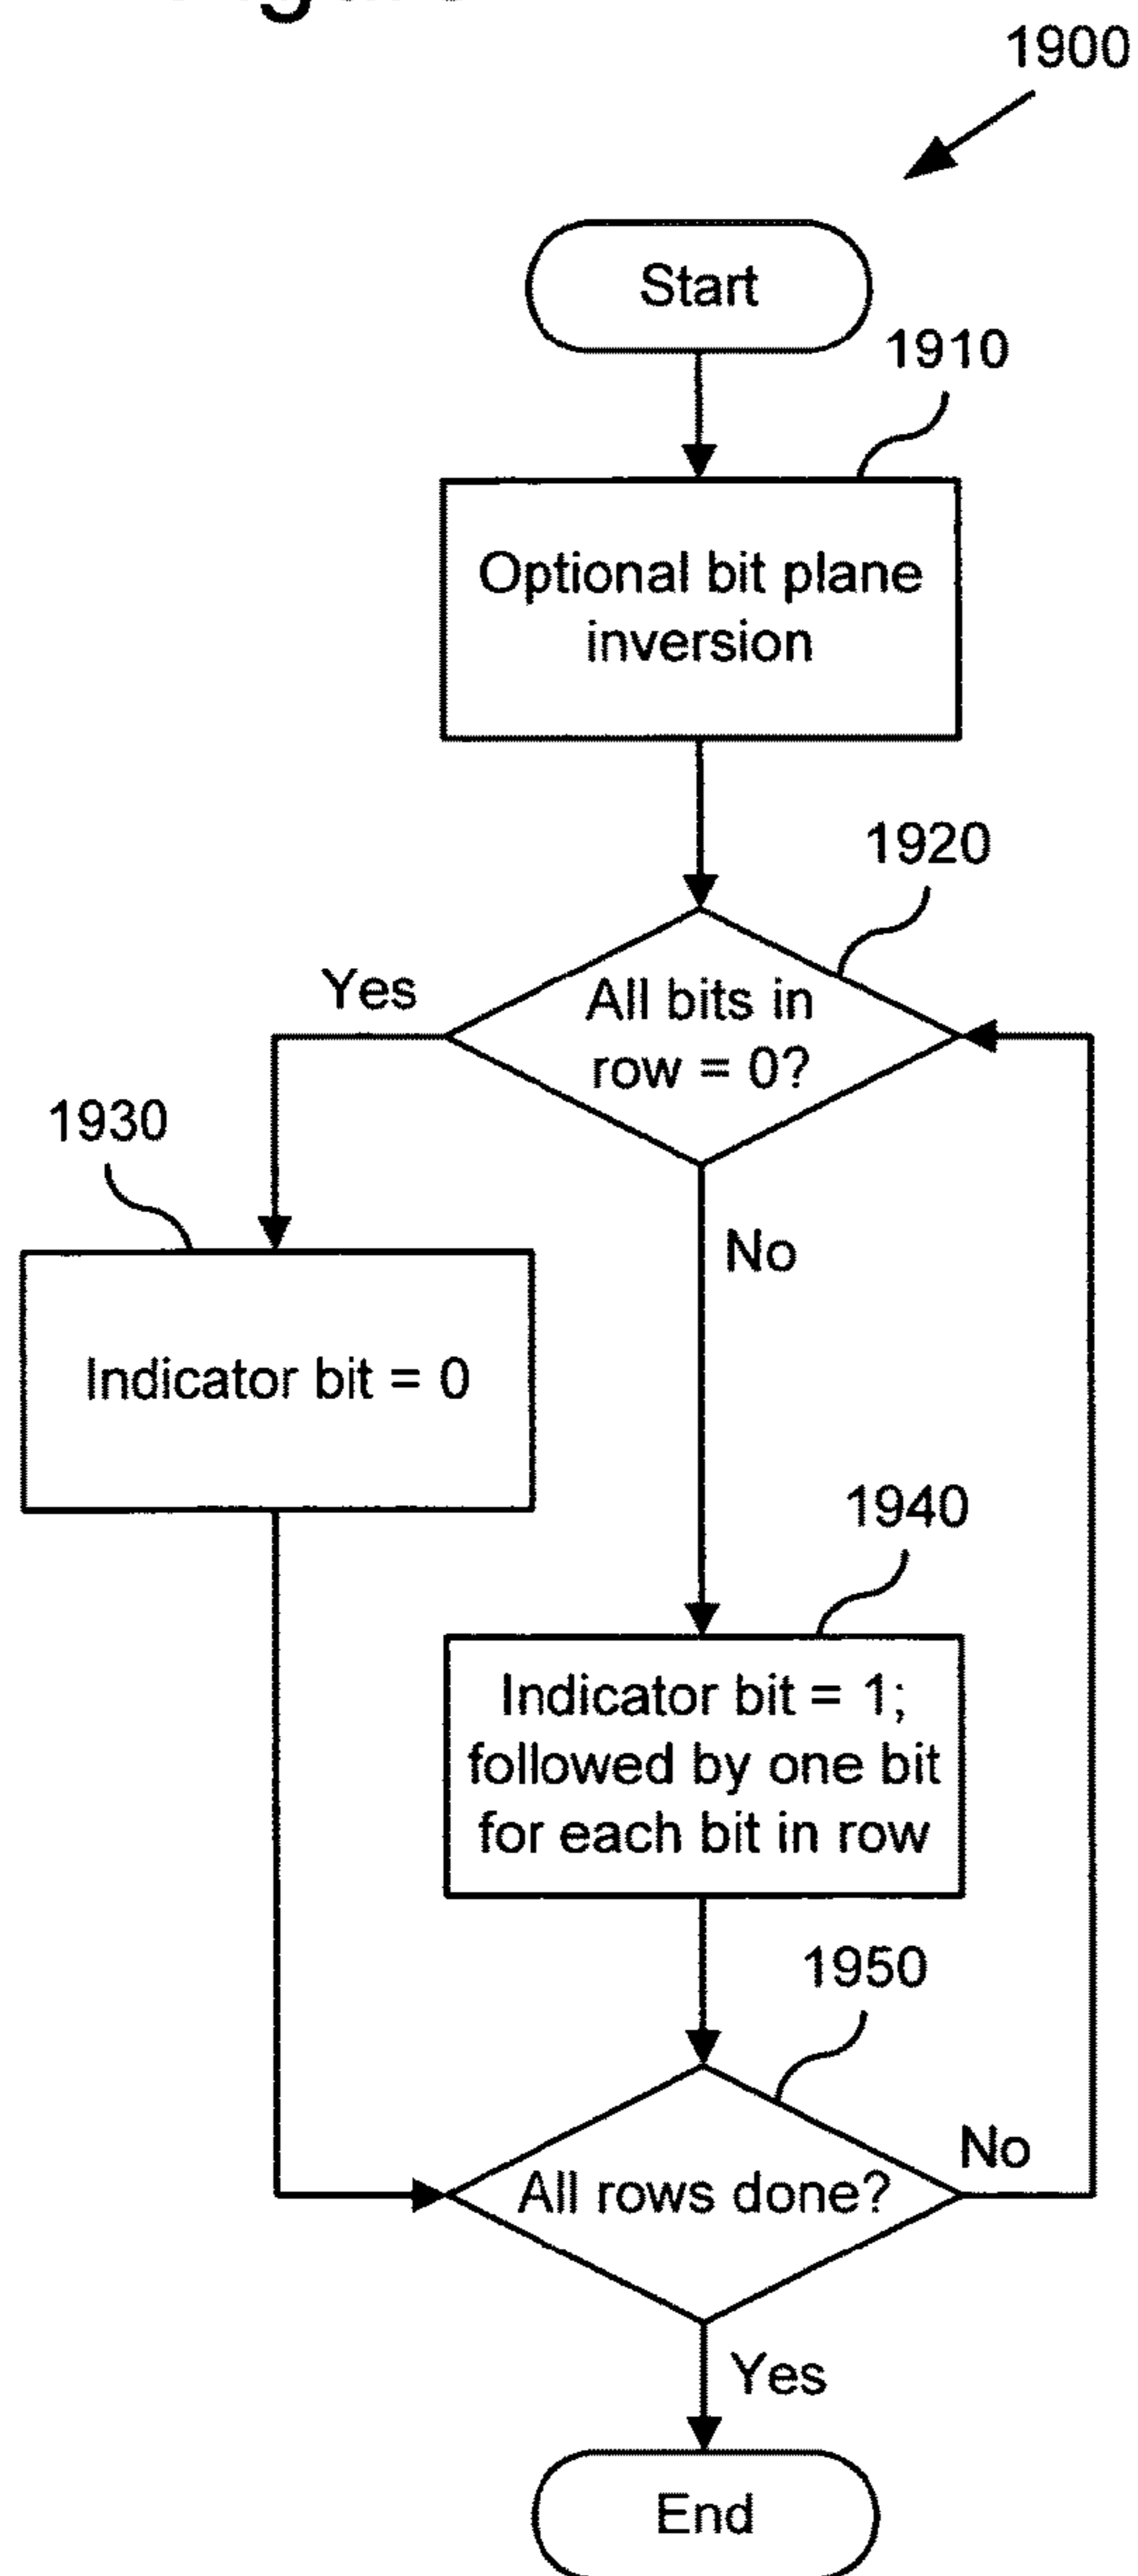 1900
Start
1910
Optional bit plane
inversion
1920
Yes
All bits in
row = 0?
1930
No
Indicator bit = 0
1940
Indicator bit = 1;
followed by one bit
for each bit in row
1950
No
All rows done?
Yes
End